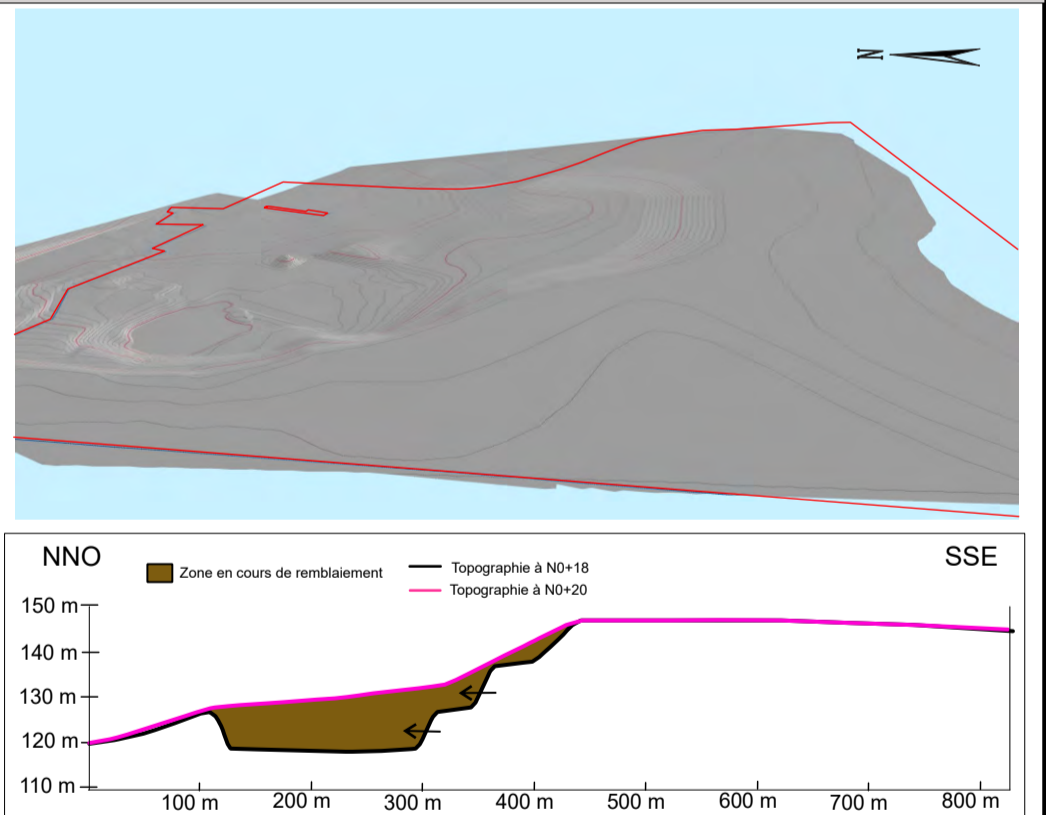 N
NNO
SSE
Zone en cours de remblaiement
Topographie à N0+18
Topographie à N0+20
150 m
140 m
130 m
120 m
110 m
100 m 200 m 300 m 400 m 500 m 600 m 700 m 800 m